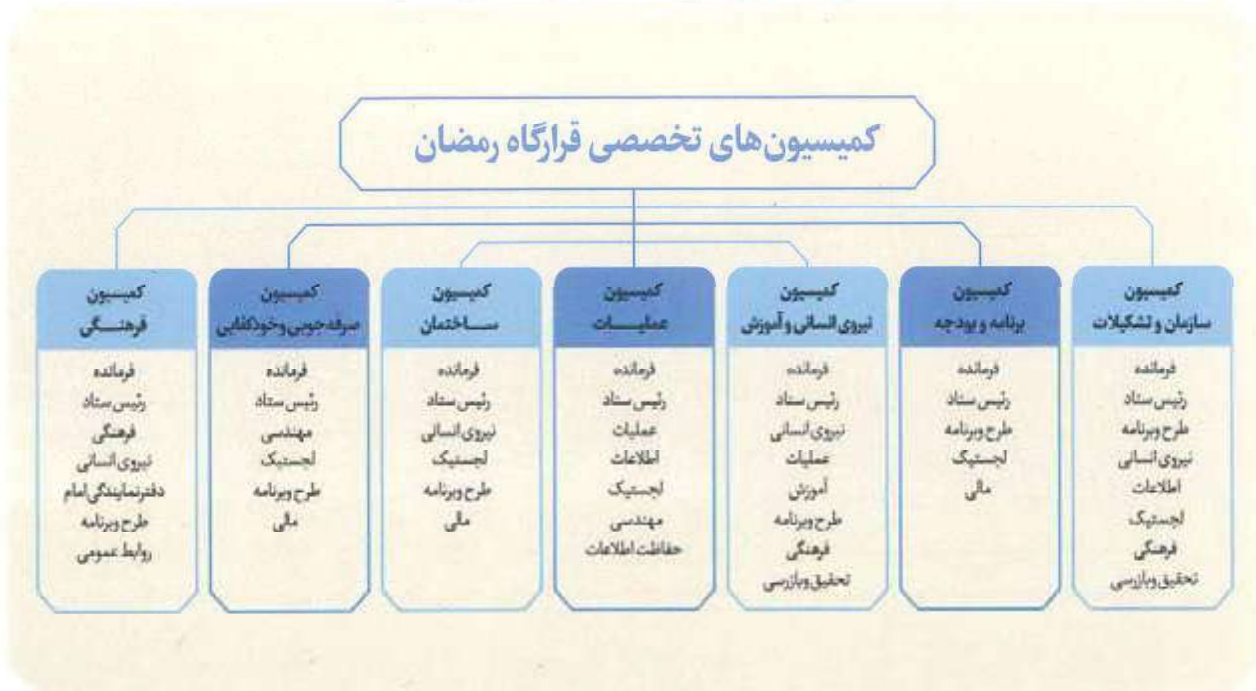 کمیسیون‌های تخصصی قرارگاه رمضان
کمیسیون
سازمان و تشکیلات
فرمانده
رئیس ستاد
طرح و برنامه
نیروی انسانی
اطلاعات
لجستیک
فرهنگی
تحقیق و بازرسی
کمیسیون
برنامه و بودجه
فرمانده
رئیس ستاد
طرح و برنامه
لجستیک
مالی
کمیسیون
نیروی انسانی و آموزش
فرمانده
رئیس ستاد
نیروی انسانی
عملیات
آموزش
طرح و برنامه
فرهنگی
تحقیق و بازرسی
کمیسیون
عملیـــات
فرمانده
رئیس ستاد
عملیات
اطلاعات
لجستیک
مهندسی
حفاظت اطلاعات
کمیسیون
ســـاختمان
فرمانده
رئیس ستاد
نیروی انسانی
لجستیک
طرح و برنامه
مالی
کمیسیون
صرفه جویی و خودکفایی
فرمانده
رئیس ستاد
مهندسی
لجستیک
طرح و برنامه
مالی
کمیسیون
فرهنـــگی
فرمانده
رئیس ستاد
فرهنگی
نیروی انسانی
دفتر نمایندگی امام
طرح و برنامه
روابط عمومی